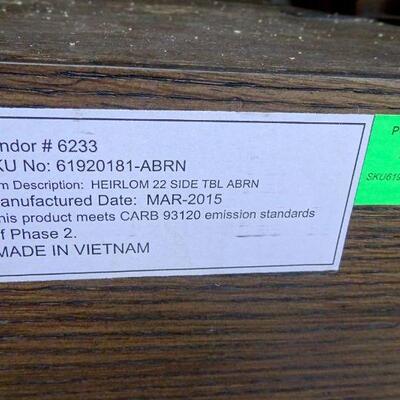 ndor # 6233
KU No: 61920181-ABRN
m Description: HEIRLOM 22 SIDE TBL ABRN
anufactured Date: MAR-2015
his product meets CARB 93120 emission standards
f Phase 2.
MADE IN VIETNAM
P
SKU619